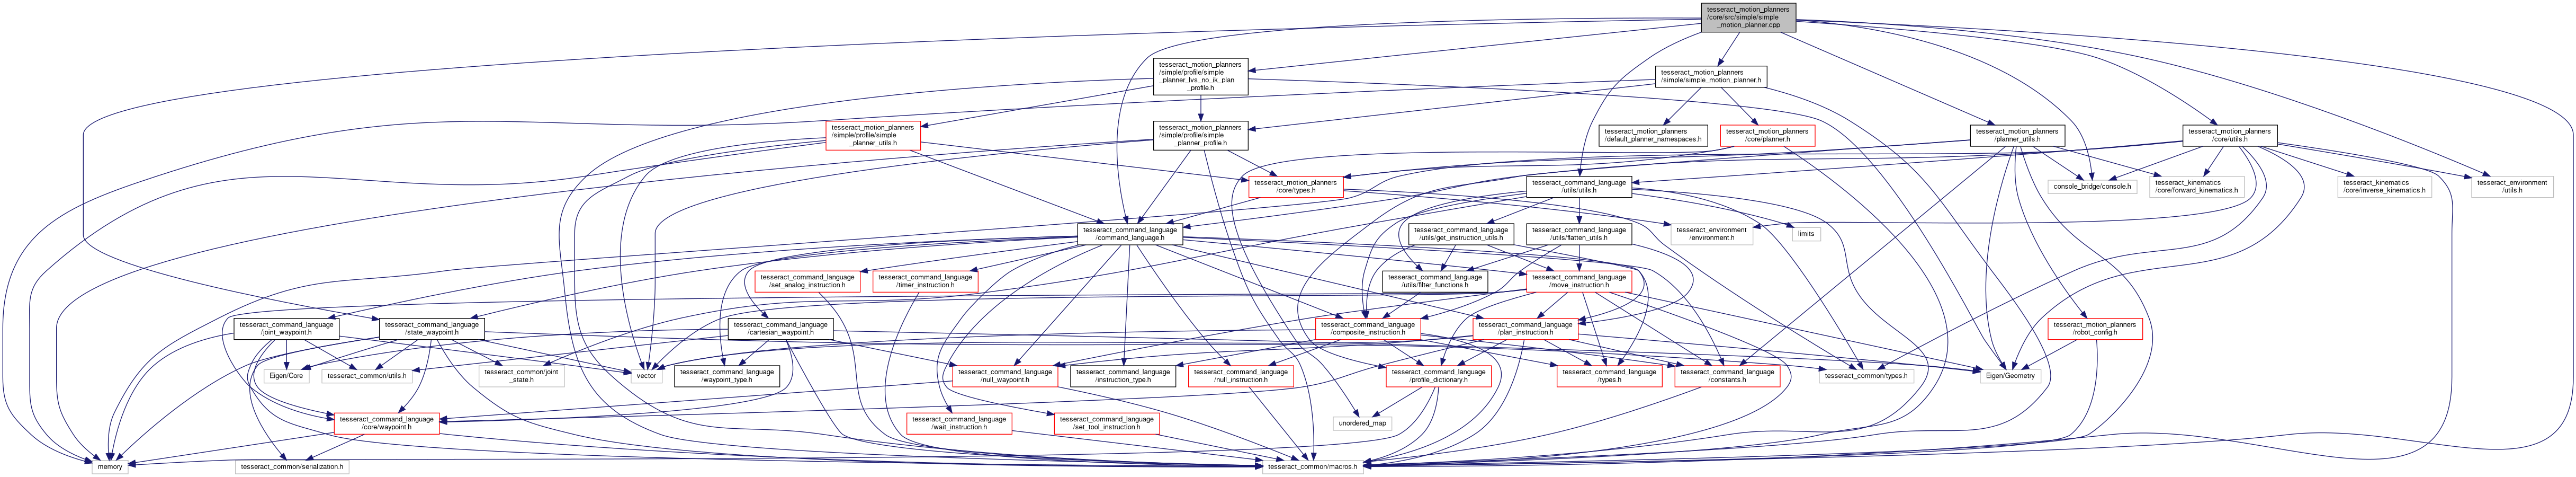 tesseract_motion_planners
/core/src/simple/simple
_motion_planner.cpp
tesseract_motion_planners
/simple/profile/simple
_planner_lvs_no_ik_plan
_profile.h
tesseract_motion_planners
/simple/simple_motion_planner.h
tesseract_motion_planners
/simple/profile/simple
_planner_utils.h
tesseract_motion_planners
/simple/profile/simple
_planner_profile.h
tesseract_motion_planners
/default_planner_namespaces.h
tesseract_motion_planners
/core/planner.h
tesseract_motion_planners
/planner_utils.h
tesseract_motion_planners
/core/utils.h
tesseract_motion_planners
/core/types.h
tesseract_command_language
/utils/utils.h
console_bridge/console.h
tesseract_kinematics
/core/forward_kinematics.h
tesseract_kinematics
/core/inverse_kinematics.h
tesseract_environment
/utils.h
tesseract_command_language
/command_language.h
tesseract_command_language
/utils/get_instruction_utils.h
tesseract_command_language
/utils/flatten_utils.h
tesseract_environment
/environment.h
limits
tesseract_command_language
/set_analog_instruction.h
tesseract_command_language
/timer_instruction.h
tesseract_command_language
/utils/filter_functions.h
tesseract_command_language
/move_instruction.h
tesseract_command_language
/joint_waypoint.h
tesseract_command_language
/state_waypoint.h
tesseract_command_language
/cartesian_waypoint.h
tesseract_command_language
/composite_instruction.h
tesseract_command_language
/plan_instruction.h
tesseract_motion_planners
/robot_config.h
Eigen/Core
tesseract_common/utils.h
tesseract_common/joint
_state.h
vector
tesseract_command_language
/waypoint_type.h
tesseract_command_language
/null_waypoint.h
tesseract_command_language
/instruction_type.h
tesseract_command_language
/null_instruction.h
tesseract_command_language
/profile_dictionary.h
tesseract_command_language
/types.h
tesseract_command_language
/constants.h
tesseract_common/types.h
Eigen/Geometry
tesseract_command_language
/core/waypoint.h
tesseract_command_language
/wait_instruction.h
tesseract_command_language
/set_tool_instruction.h
unordered_map
memory
tesseract_common/serialization.h
tesseract_common/macros.h